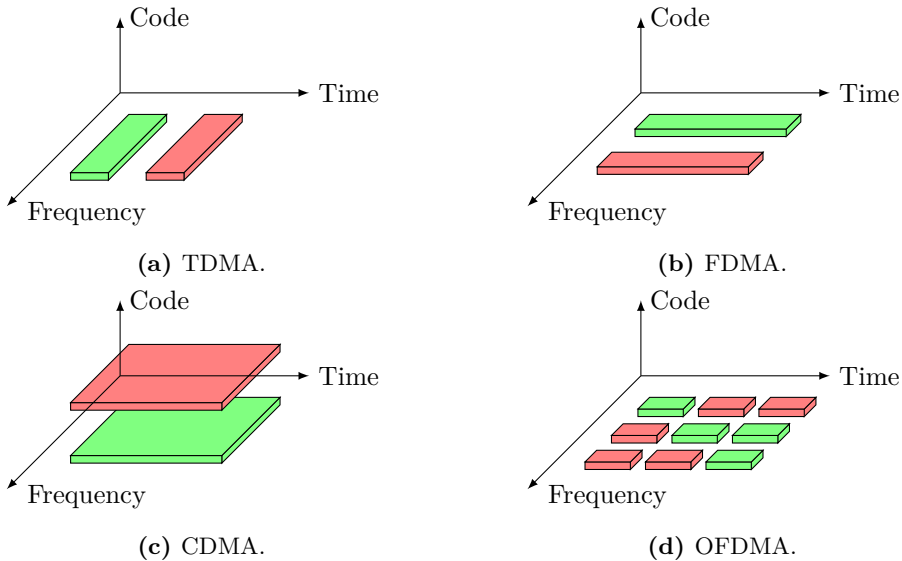 Code
Time
Frequency
(a) TDMA.
Code
Time
Frequency
(b) FDMA.
Code
Time
Frequency
(c) CDMA.
Code
Time
Frequency
(d) OFDMA.